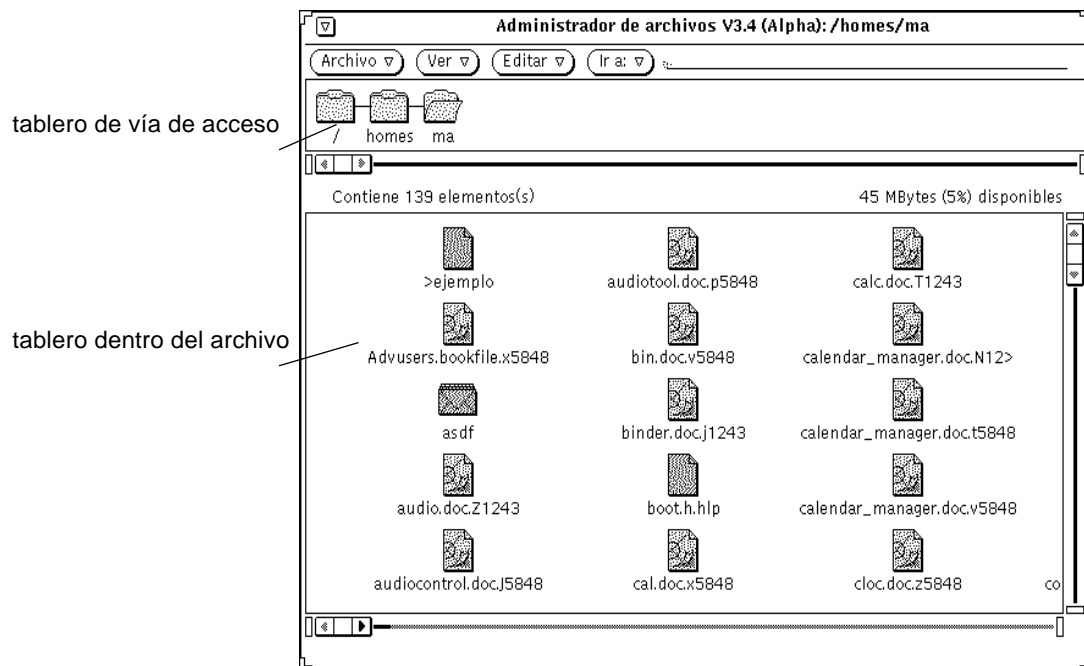 Administrador de archivos V3.4 (Alpha): /homes/ma
Archivo Ver Editar Ir a:
tablero de vía de acceso
/ homes ma
Contiene 139 elementos(s) 45 MBytes (5%) disponibles
>ejemplo audiotool.doc.p5848 calc.doc.T1243
tablero dentro del archivo
Advusers.bookfile.x5848 bin.doc.v5848 calendar_manager.doc.N12>
asdf binder.doc.j1243 calendar_manager.doc.t5848
audio.doc.Z1243 boot.h.hlp calendar_manager.doc.v5848
audiocontrol.doc.J5848 cal.doc.x5848 cloc.doc.z5848 co